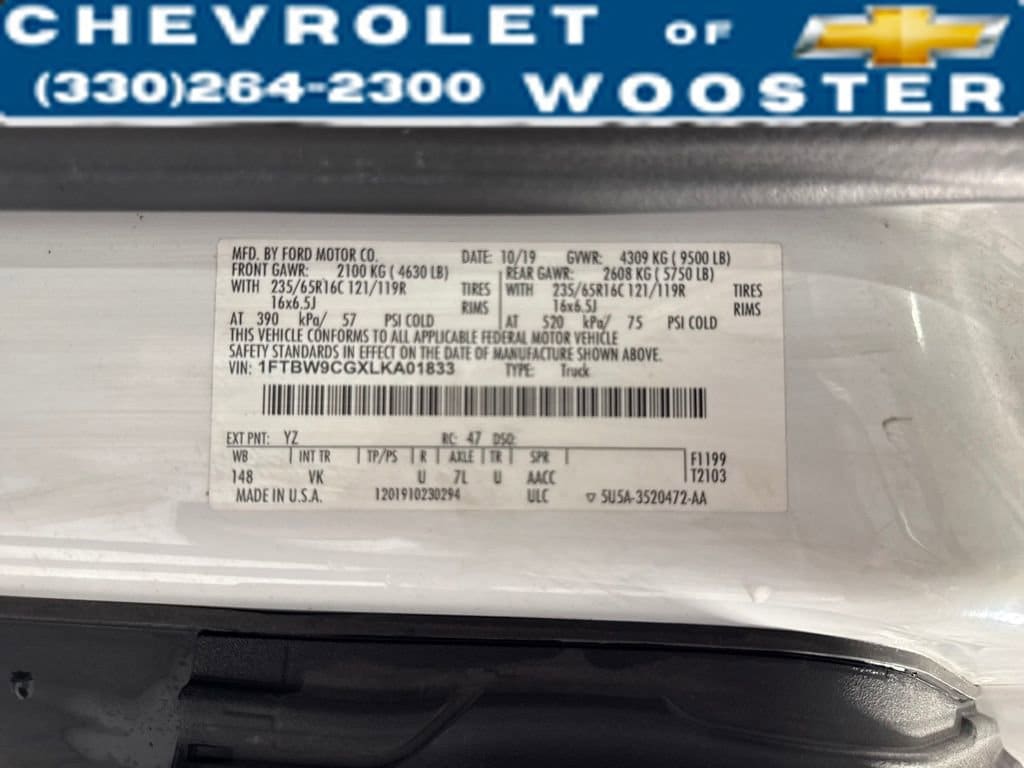 CHEVROLET OF
(330)264-2300 WOOSTER
MFD. BY FORD MOTOR CO. DATE: 10/19 GVWR: 4309 KG ( 9500 LB)
FRONT GAWR: 2100 KG ( 4630 LB) REAR GAWR: 2608 KG ( 5750 LB)
WITH 235/65R16C 121/119R TIRES WITH 235/65R16C 121/119R TIRES
16x6.5J RIMS 16x6.5J RIMS
AT 390 kPa/ 57 PSI COLD AT 520 kPa/ 75 PSI COLD
THIS VEHICLE CONFORMS TO ALL APPLICABLE FEDERAL MOTOR VEHICLE
SAFETY STANDARDS IN EFFECT ON THE DATE OF MANUFACTURE SHOWN ABOVE.
VIN: 1FTBW9CGXLKA01833 TYPE: Truck
EXT PNT: YZ RC: 47 DSO:
WB INT TR TP/PS R AXLE TR SPR F1199
148 VK U 7L U AACC T2103
MADE IN U.S.A. 1201910230294 ULC ▽ 5U5A-3520472-AA